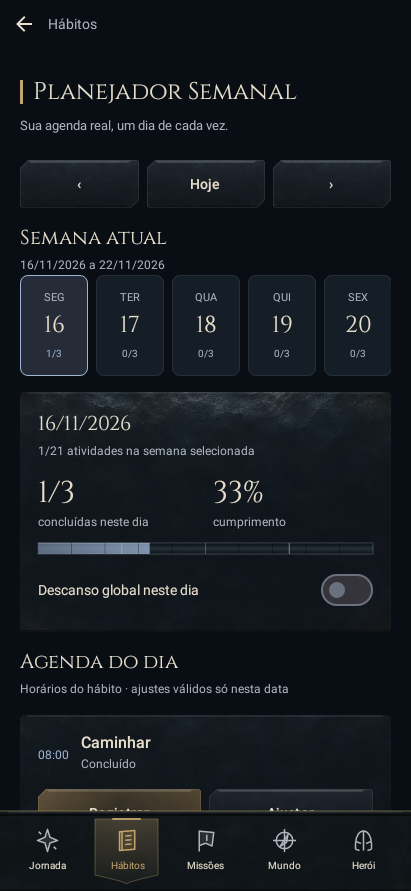 Hábitos
Planejador Semanal
Sua agenda real, um dia de cada vez.
‹ Hoje ›
Semana atual
16/11/2026 a 22/11/2026
SEG TER QUA QUI SEX
16 17 18 19 20
1/3 0/3 0/3 0/3 0/3
16/11/2026
1/21 atividades na semana selecionada
1/3 33%
concluídas neste dia cumprimento
Descanso global neste dia
Agenda do dia
Horários do hábito · ajustes válidos só nesta data
08:00 Caminhar
Concluído
Jornada Hábitos Missões Mundo Herói